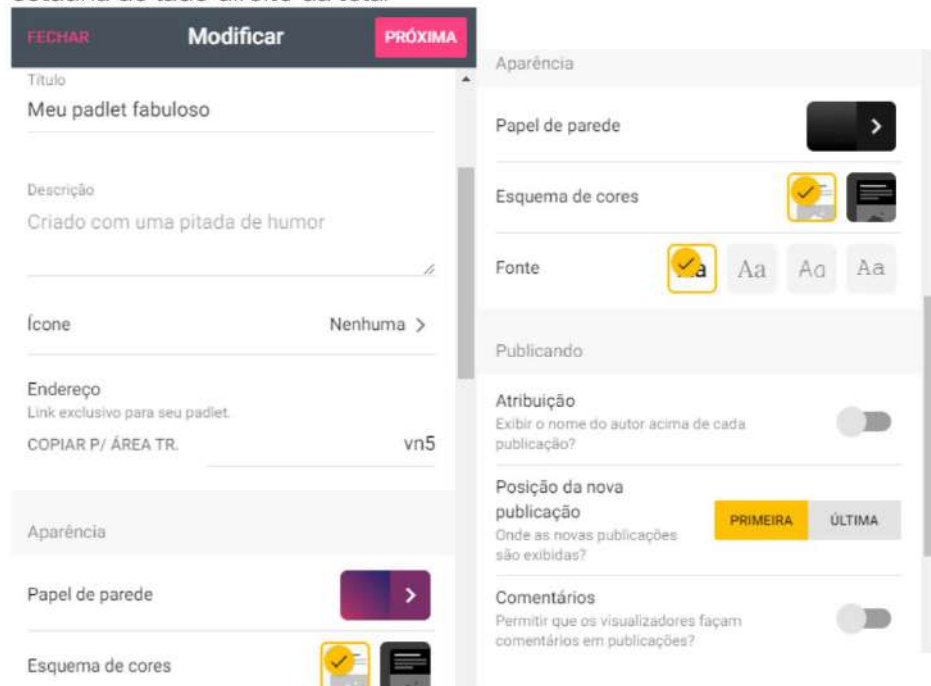 FECHAR Modificar PRÓXIMA
Título
Meu padlet fabuloso
Descrição
Criado com uma pitada de humor
Ícone Nenhuma
Endereço
Link exclusivo para seu padlet.
COPIAR P/ ÁREA TR. vn5
Aparência
Papel de parede
Esquema de cores
Aparência
Papel de parede
Esquema de cores
Fonte Aa Aa Aa
Publicando
Atribuição
Exibir o nome do autor acima de cada
publicação?
Posição da nova
publicação
PRIMEIRA ÚLTIMA
Onde as novas publicações
são exibidas?
Comentários
Permitir que os visualizadores façam
comentários em publicações?